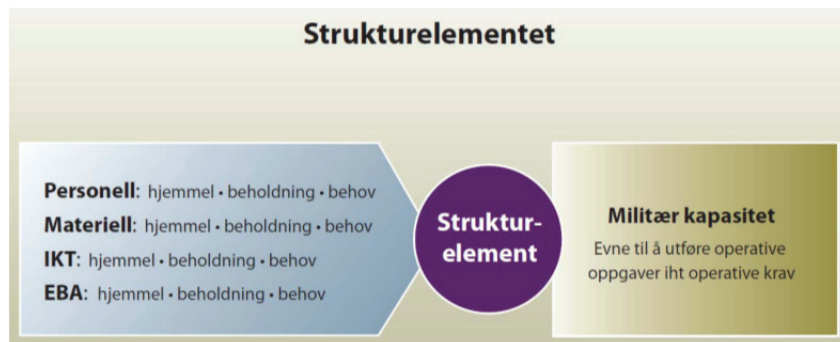 Strukturelementet
Personell: hjemmel • beholdning • behov
Materiell: hjemmel • beholdning • behov
IKT: hjemmel • beholdning • behov
EBA: hjemmel • beholdning • behov
Struktur-
element
Militær kapasitet
Evne til å utføre operative
oppgaver iht operative krav